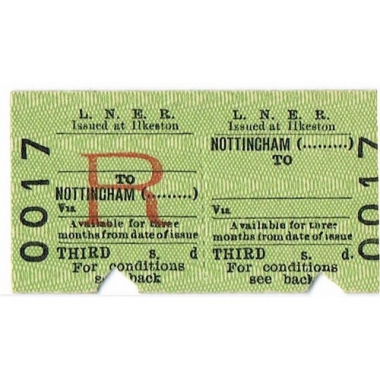 0017
L. N. E. R.
Issued at Ilkeston
TO
NOTTINGHAM (.........)
VIA
Available for three
months from date of issue
THIRD s. d
For conditions
see back
R
L. N. E. R.
Issued at Ilkeston
NOTTINGHAM (.........)
TO
VIA
Available for three
months from date of issue
THIRD s. d.
For conditions
see back
0017